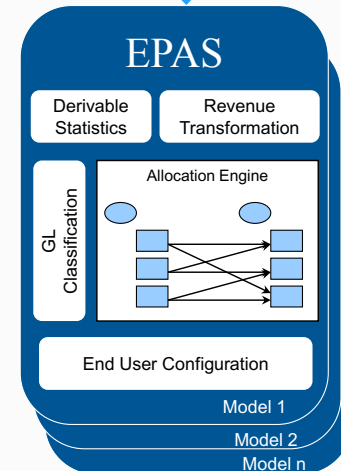 EPAS
Derivable
Statistics
Revenue
Transformation
GL
Classification
Allocation Engine
End User Configuration
Model 1
Model 2
Model n